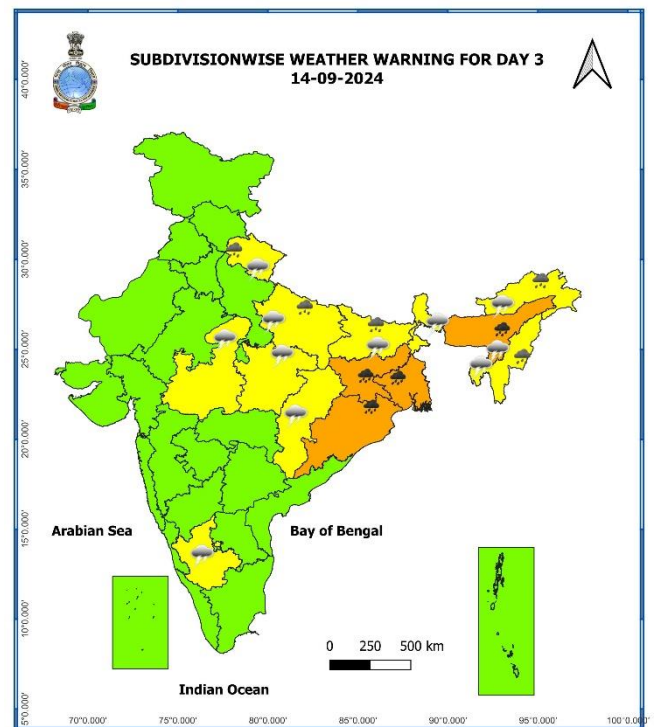 SUBDIVISIONWISE WEATHER WARNING FOR DAY 3
14-09-2024
40°0.000'
35°0.000'
30°0.000'
25°0.000'
20°0.000'
15°0.000'
10°0.000'
5°0.000'
Arabian Sea
Bay of Bengal
0 250 500 km
Indian Ocean
70°0.000' 75°0.000' 80°0.000' 85°0.000' 90°0.000' 95°0.000' 100°0.000'